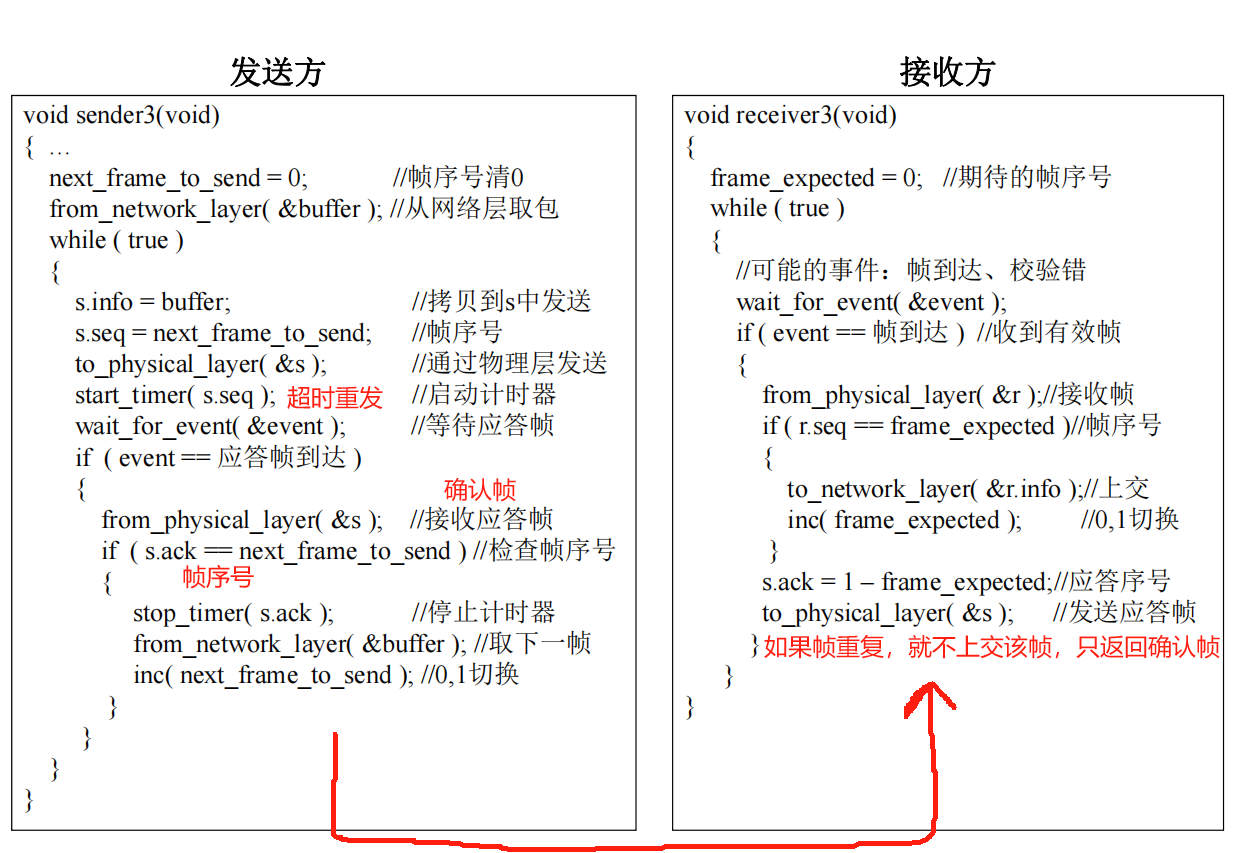 发送方
void sender3(void)
{ …
next_frame_to_send = 0; //帧序号清0
from_network_layer( &buffer ); //从网络层取包
while ( true )
{
s.info = buffer; //拷贝到s中发送
s.seq = next_frame_to_send; //帧序号
to_physical_layer( &s ); //通过物理层发送
start_timer( s.seq ); 超时重发 //启动计时器
wait_for_event( &event ); //等待应答帧
if ( event == 应答帧到达 )
{ 确认帧
from_physical_layer( &s ); //接收应答帧
if ( s.ack == next_frame_to_send ) //检查帧序号
{ 帧序号
stop_timer( s.ack ); //停止计时器
from_network_layer( &buffer ); //取下一帧
inc( next_frame_to_send ); //0,1切换
}
}
}
}
接收方
void receiver3(void)
{
frame_expected = 0; //期待的帧序号
while ( true )
{
//可能的事件：帧到达、校验错
wait_for_event( &event );
if ( event == 帧到达 ) //收到有效帧
{
from_physical_layer( &r );//接收帧
if ( r.seq == frame_expected )//帧序号
{
to_network_layer( &r.info );//上交
inc( frame_expected ); //0,1切换
}
s.ack = 1 – frame_expected;//应答序号
to_physical_layer( &s ); //发送应答帧
} 如果帧重复，就不上交该帧，只返回确认帧
}
}